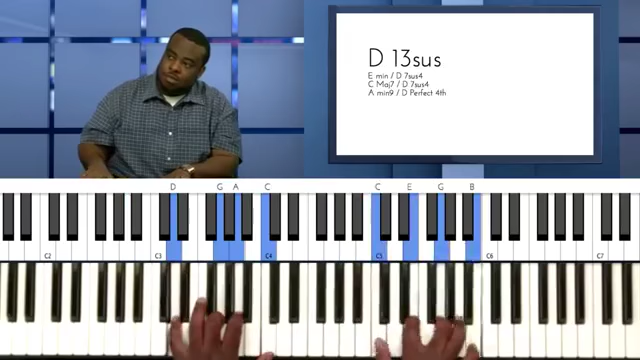 D 13sus
E min / D 7sus4
C Maj7 / D 7sus4
A min9 / D Perfect 4th
D G A C C E G B
C2 C3 C4 C5 C6 C7